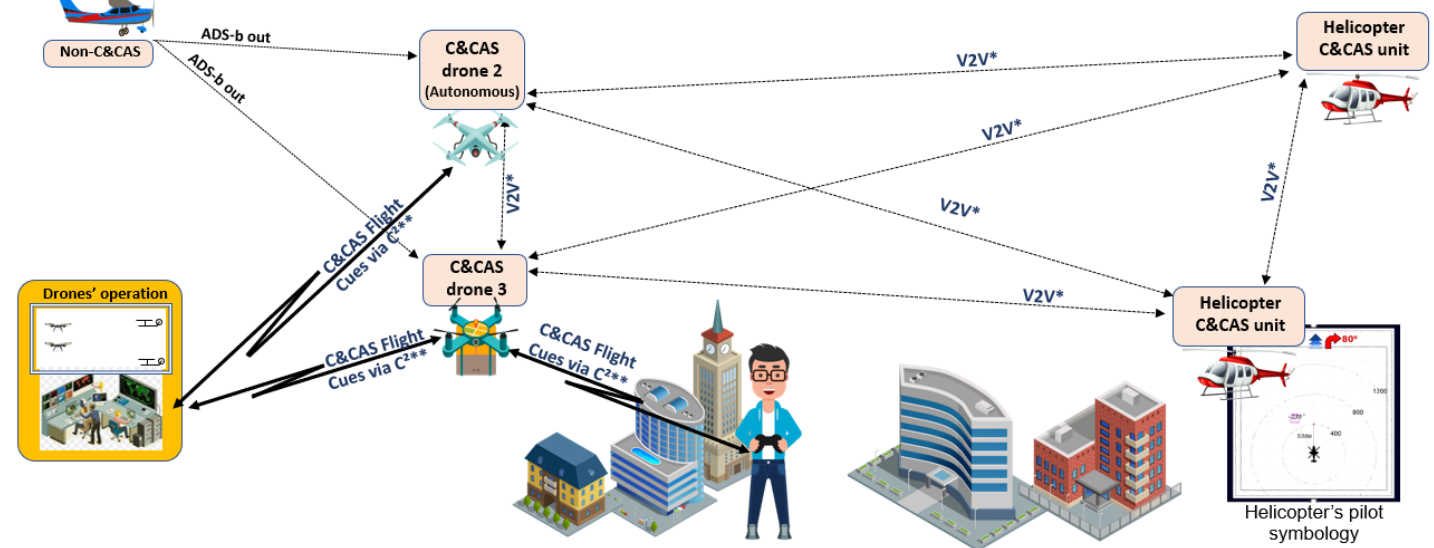 Non-C&CAS
ADS-b out
ADS-b out
C&CAS
drone 2
(Autonomous)
V2V*
V2V*
V2V*
V2V*
V2V*
V2V*
Helicopter
C&CAS unit
C&CAS Flight
Cues via C²**
C&CAS
drone 3
Drones' operation
C&CAS Flight
Cues via C²**
C&CAS Flight
Cues via C²**
Helicopter
C&CAS unit
80°
1200
800
400
Helicopter's pilot
symbology